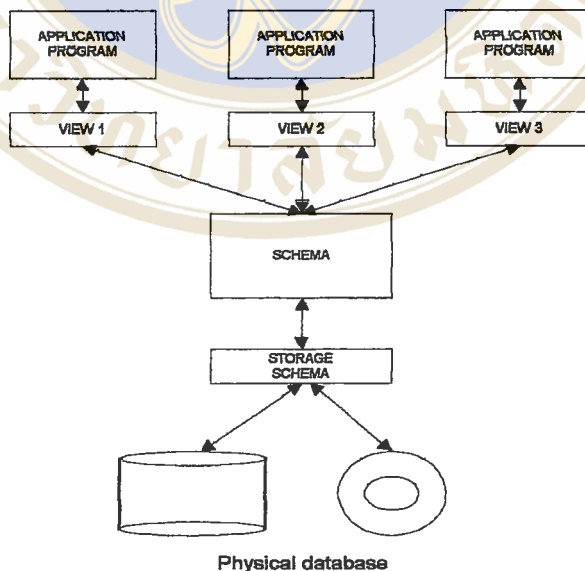 APPLICATION
PROGRAM
APPLICATION
PROGRAM
APPLICATION
PROGRAM
VIEW 1
VIEW 2
VIEW 3
SCHEMA
STORAGE
SCHEMA
Physical database